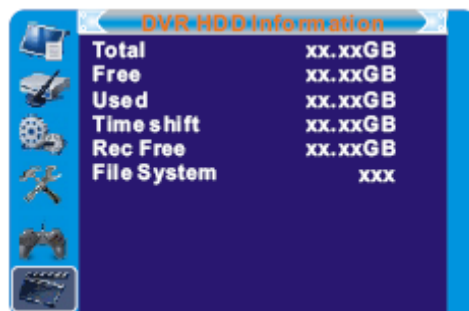 DVR HDD Information
Total xx.xxGB
Free xx.xxGB
Used xx.xxGB
Time shift xx.xxGB
Rec Free xx.xxGB
File System xxx